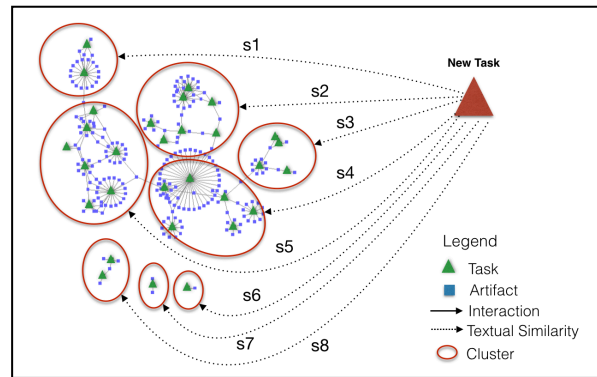 s1
New Task
s2
s3
s4
s5
s6
s7
s8
Legend
Task
Artifact
Interaction
Textual Similarity
Cluster